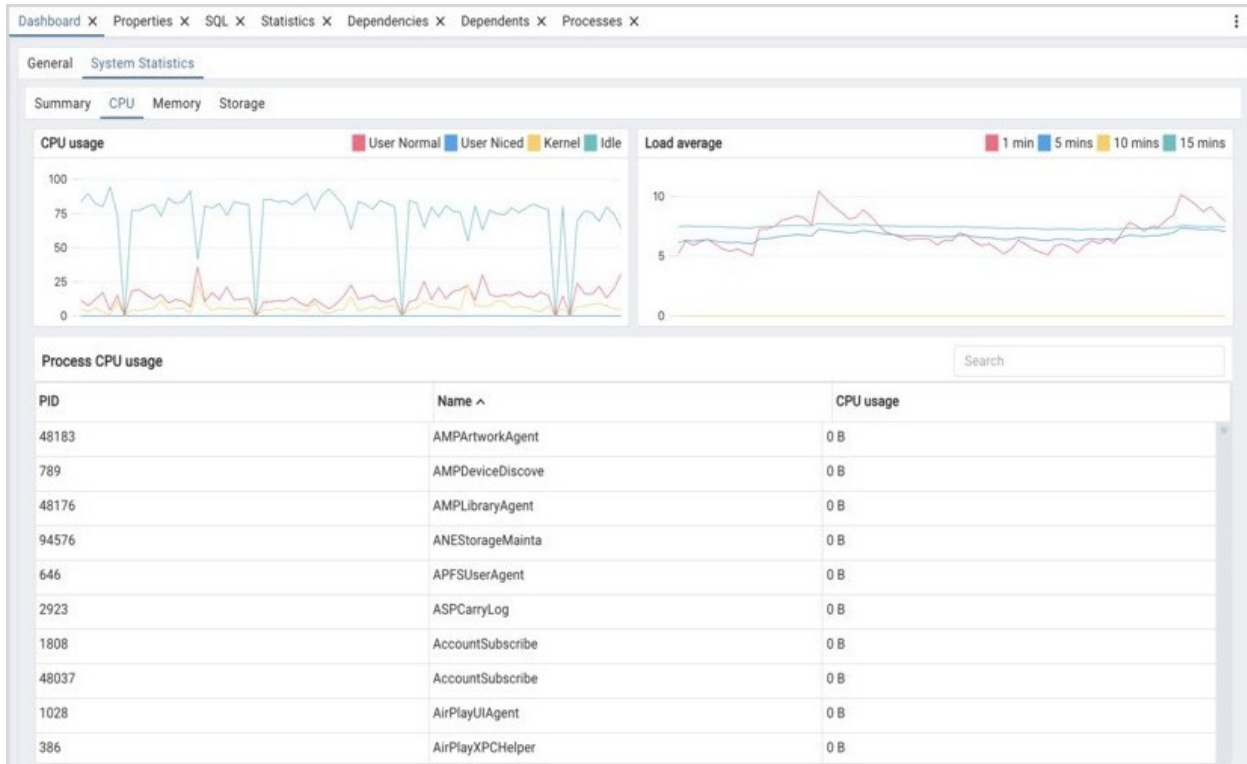 Dashboard X Properties X SQL X Statistics X Dependencies X Dependents X Processes X
General System Statistics
Summary CPU Memory Storage
CPU usage User Normal User Niced Kernel Idle
100
75
50
25
0
Load average 1 min 5 mins 10 mins 15 mins
10
5
0
Process CPU usage Search
PID Name CPU usage
48183 AMPArtworkAgent 0 B
789 AMPDeviceDiscove 0 B
48176 AMPLibraryAgent 0 B
94576 ANEStorageMainta 0 B
646 APFSUserAgent 0 B
2923 ASPCarryLog 0 B
1808 AccountSubscribe 0 B
48037 AccountSubscribe 0 B
1028 AirPlayUIAgent 0 B
386 AirPlayXPCHelper 0 B